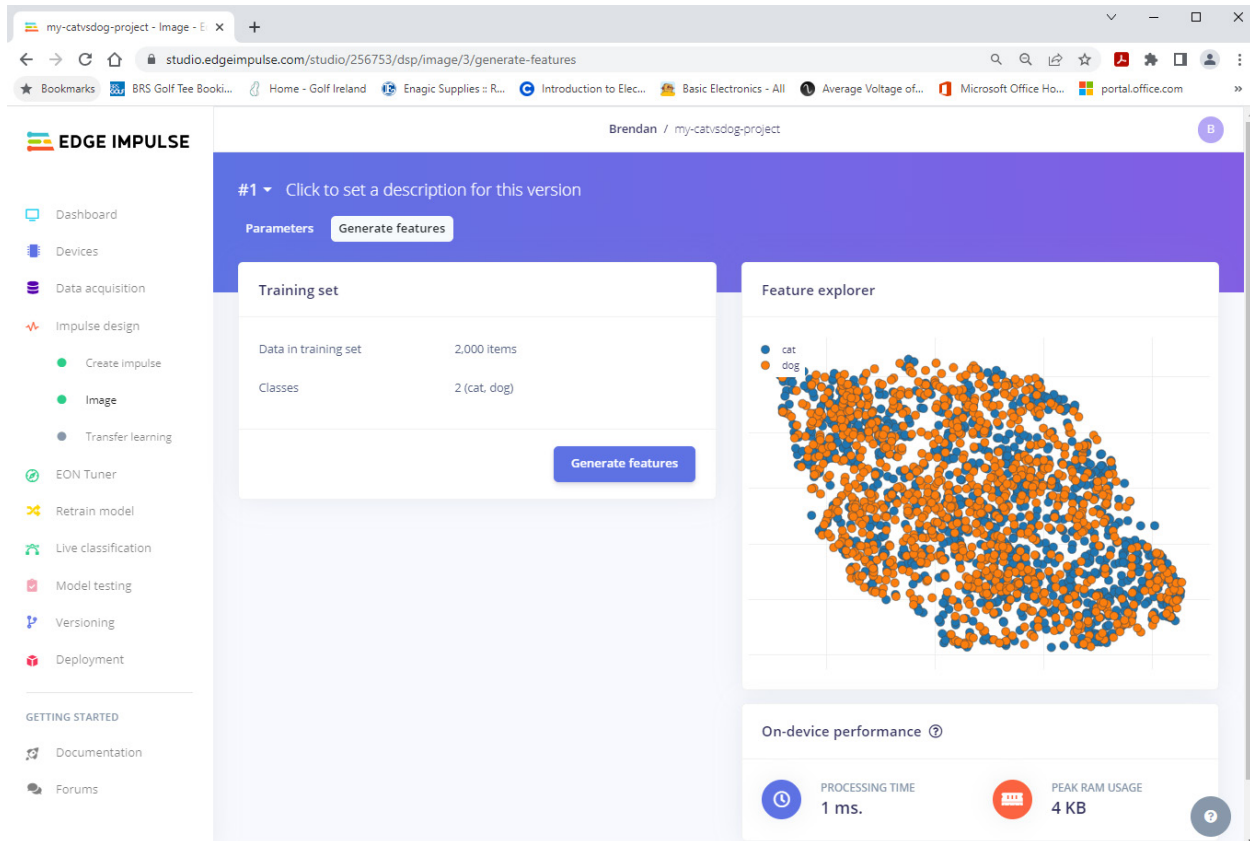 my-catvsdog-project - Image - E
studio.edgeimpulse.com/studio/256753/dsp/image/3/generate-features
Bookmarks BRS Golf Tee Booki... Home - Golf Ireland Enagic Supplies :: R... Introduction to Elec... Basic Electronics - All Average Voltage of... Microsoft Office Ho... portal.office.com »
EDGE IMPULSE
Brendan / my-catvsdog-project
B
#1 Click to set a description for this version
Parameters Generate features
Dashboard
Devices
Data acquisition
Impulse design
Create impulse
Image
Transfer learning
EON Tuner
Retrain model
Live classification
Model testing
Versioning
Deployment
GETTING STARTED
Documentation
Forums
Training set
Data in training set 2,000 items
Classes 2 (cat, dog)
Generate features
Feature explorer
cat
dog
On-device performance ?
PROCESSING TIME
1 ms.
PEAK RAM USAGE
4 KB
?